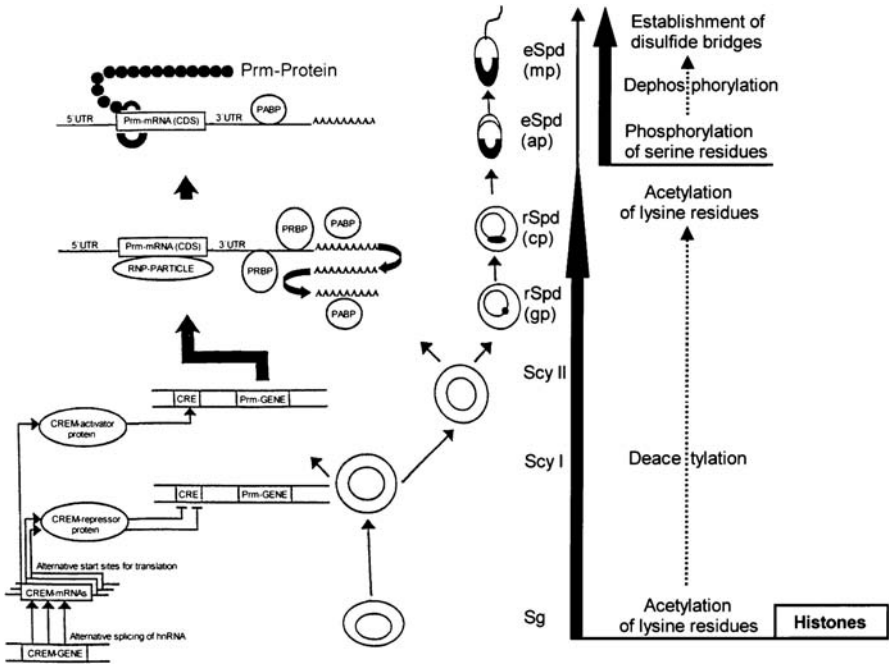 Prm-Protein
PABP
5´UTR
Prm-mRNA (CDS)
3´UTR
PRBP
PABP
5´UTR
Prm-mRNA (CDS)
3´UTR
RNP-PARTICLE
PRBP
PABP
CRE
Prm-GENE
CREM-activator
protein
CRE
Prm-GENE
CREM-repressor
protein
Alternative start sites for translation
CREM-mRNAs
Alternative splicing of hnRNA
CREM-GENE
eSpd
(mp)
eSpd
(ap)
rSpd
(cp)
rSpd
(gp)
Scy II
Scy I
Sg
Establishment of
disulfide bridges
Dephosphorylation
Phosphorylation
of serine residues
Acetylation
of lysine residues
Deacetylation
Acetylation
of lysine residues
Histones